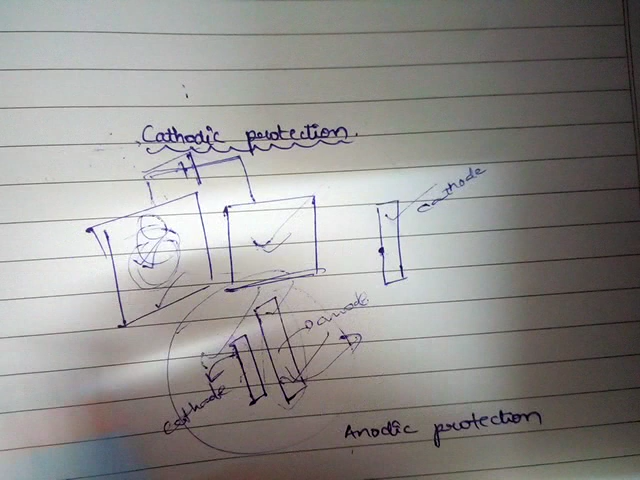 Cathodic protection.
Cathode
anode
Cathode
Anodic protection